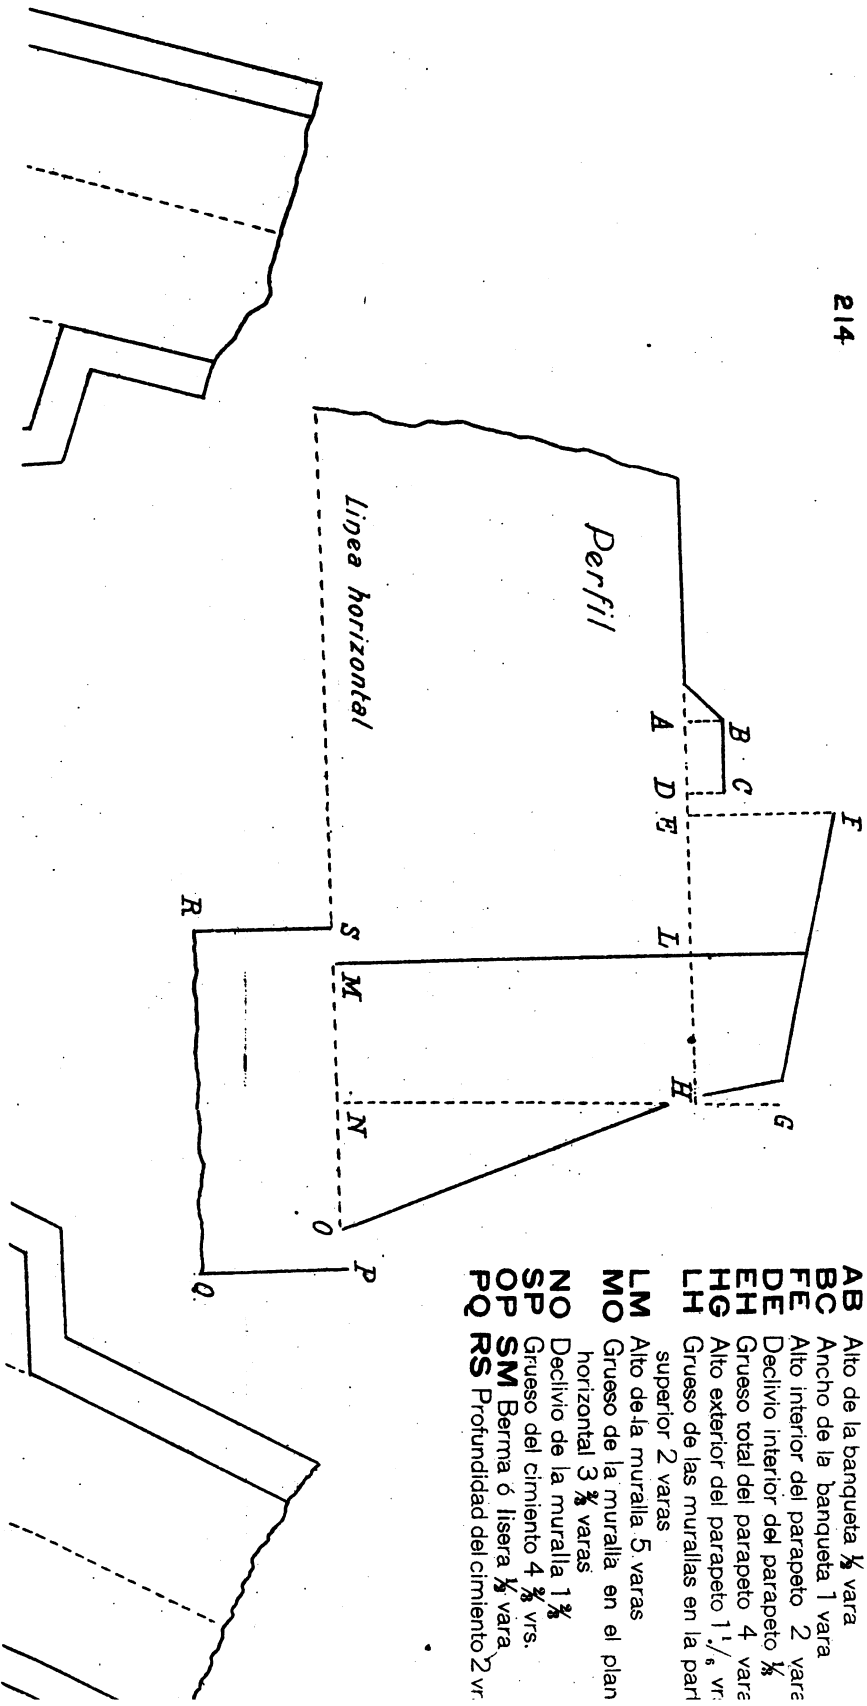 214
Perfil
Linea horizontal
A
B
C
D
E
F
L
H
G
R
S
M
N
O
P
Q
AB Alto de la banqueta ½ vara
BC Ancho de la banqueta 1 vara
FE Alto interior del parapeto 2 vara
DE Declivio interior del parapeto ⅓
EH Grueso total del parapeto 4 vara
HG Alto exterior del parapeto 1 1/6 vr
LH Grueso de las murallas en la part
superior 2 varas
LM Alto de la muralla 5 varas
MO Grueso de la muralla en el plan
horizontal 3 ⅔ varas
NO Declivio de la muralla 1 ⅔
SP Grueso del cimiento 4 ⅔ vrs.
OP SM Berma ó lisera ½ vara
PQ RS Profundidad del cimiento 2 vr